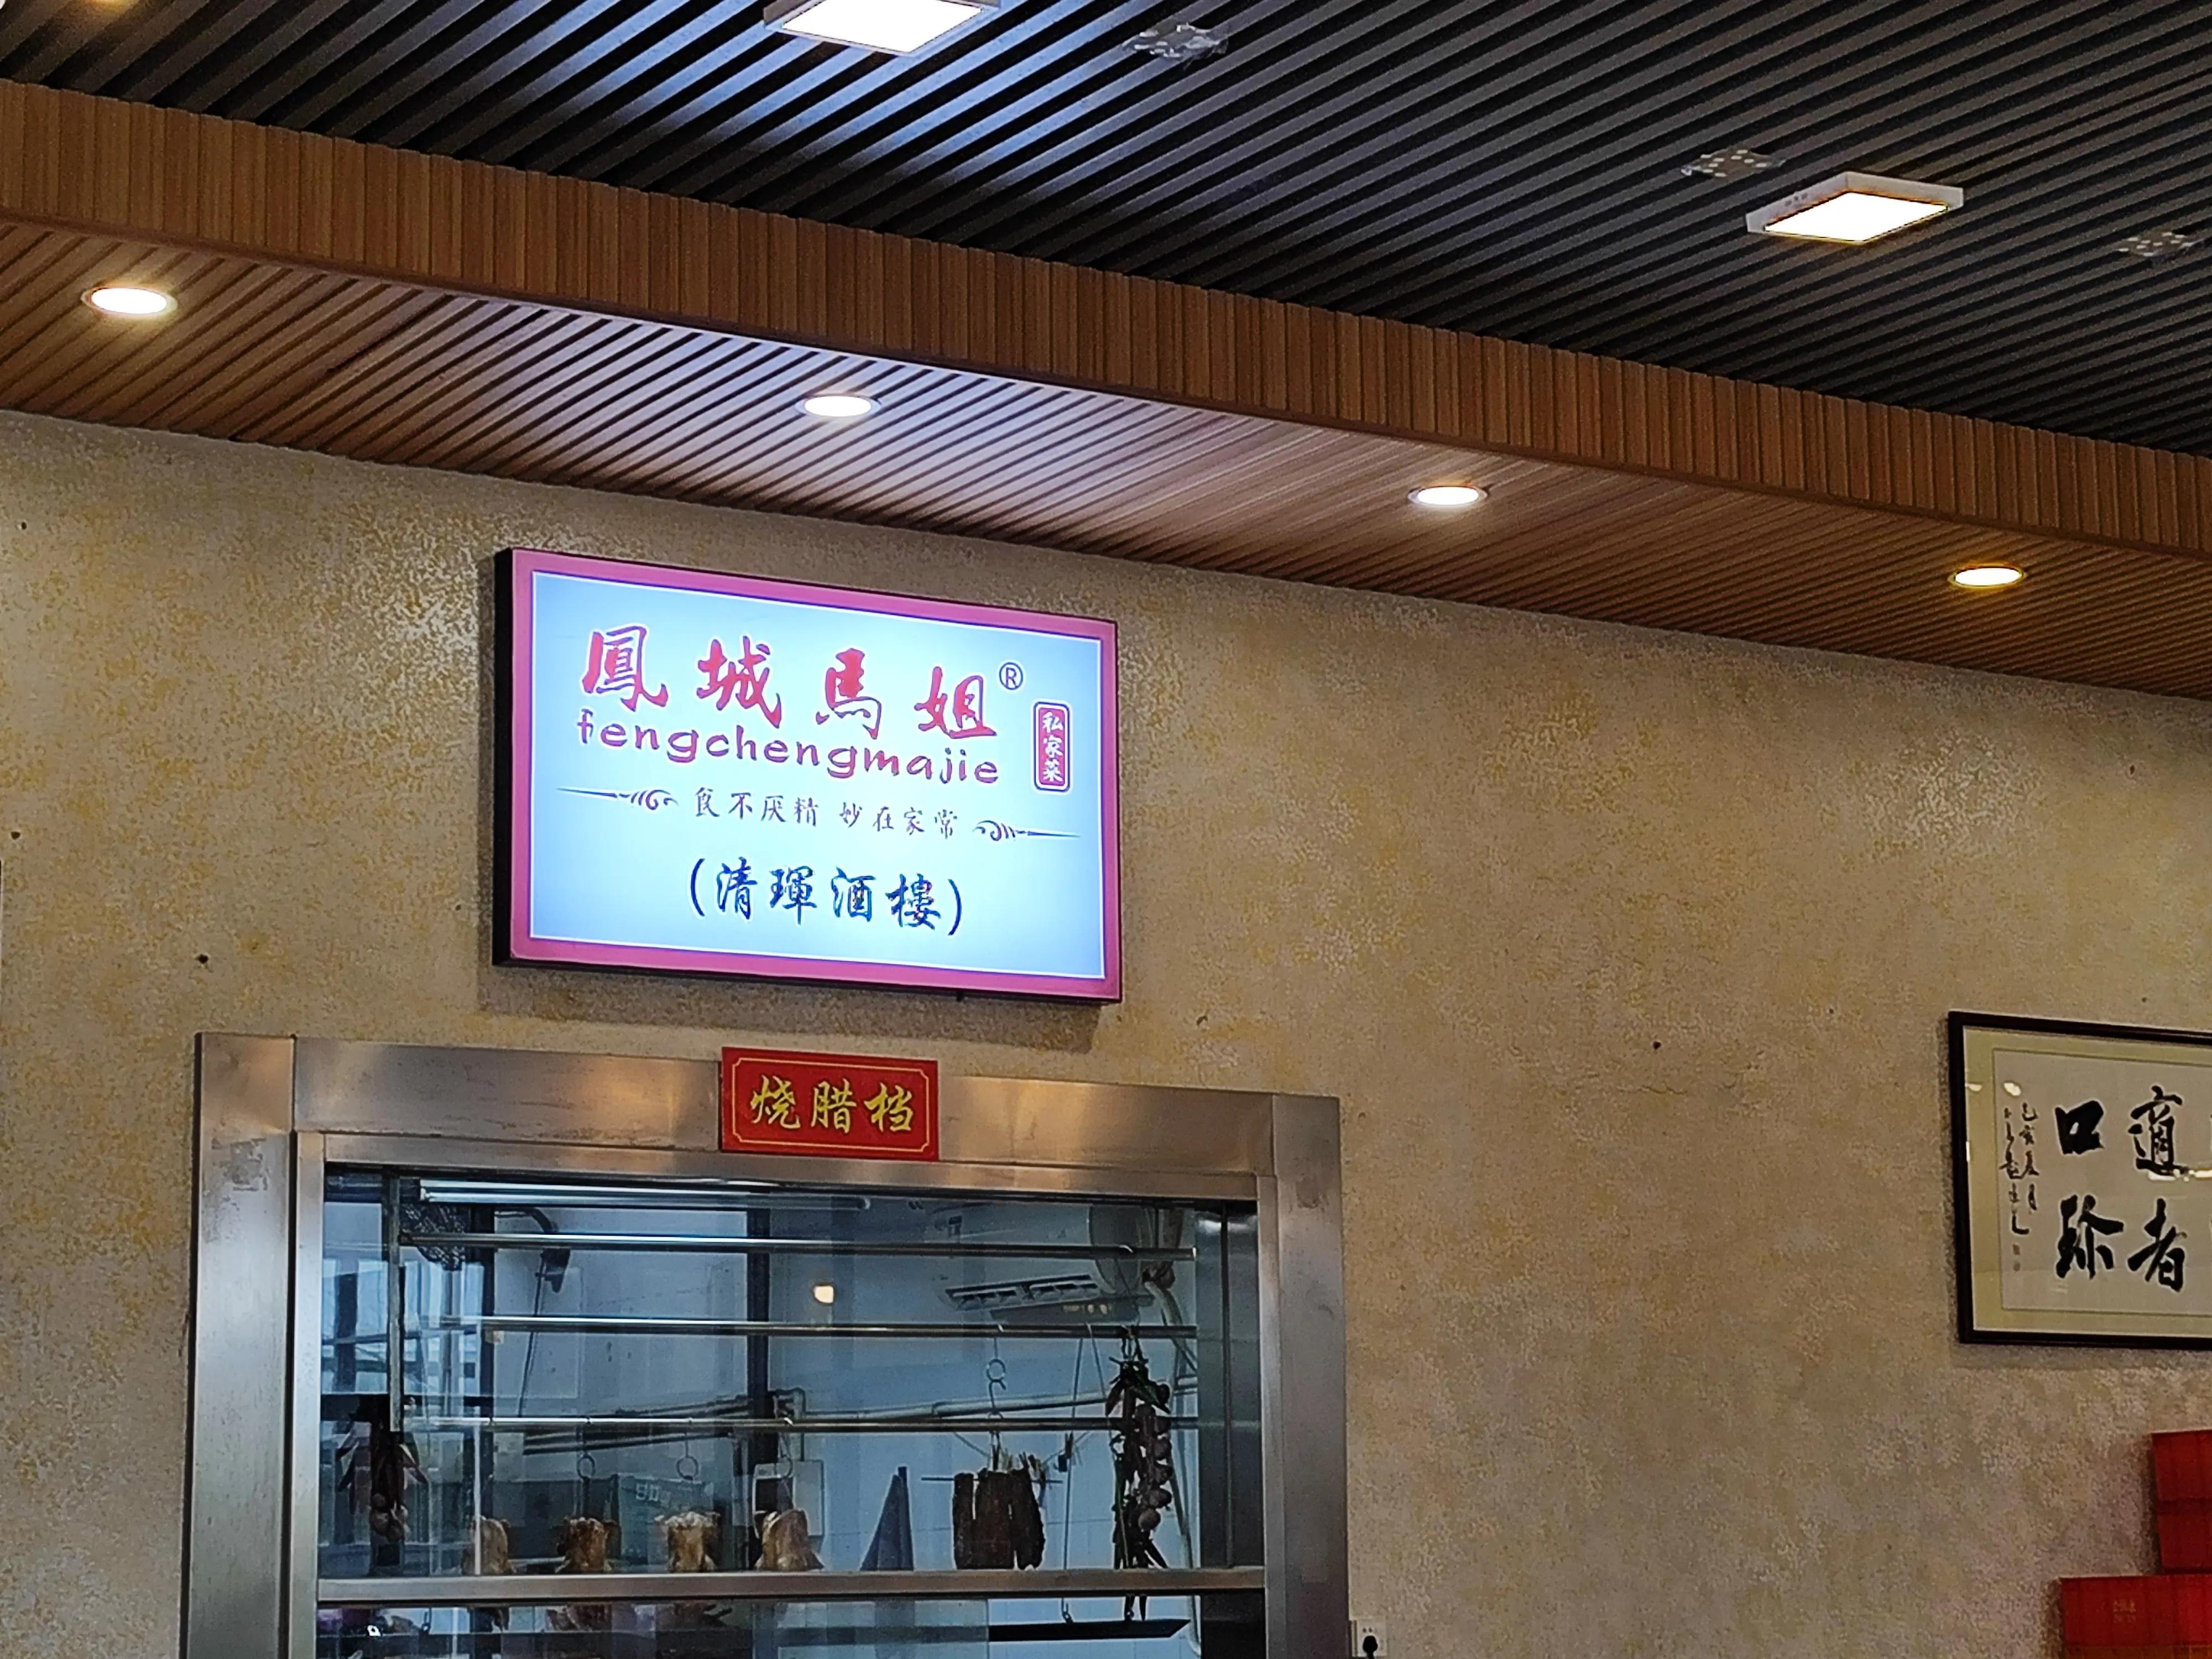 鳳城馬姐®
fengchengmajie
私家菜
食不厌精 妙在家常
(清琿酒樓)
烧腊档
適口
者珎